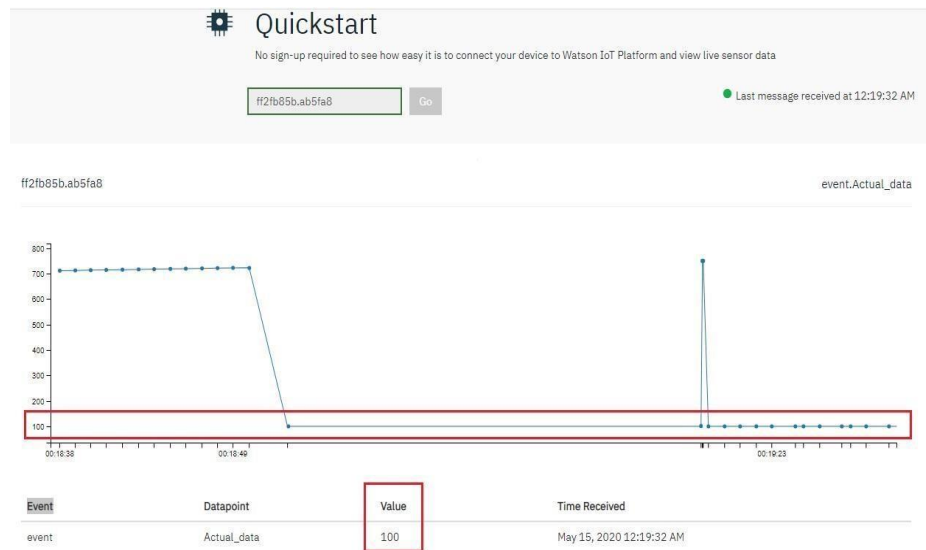 Quickstart
No sign-up required to see how easy it is to connect your device to Watson IoT Platform and view live sensor data
ff2fb85b.ab5fa8 Go Last message received at 12:19:32 AM
ff2fb85b.ab5fa8 event.Actual_data
800
700
600
500
400
300
200
100
00:18:38 00:18:49 00:19:23
Event Datapoint Value Time Received
event Actual_data 100 May 15, 2020 12:19:32 AM